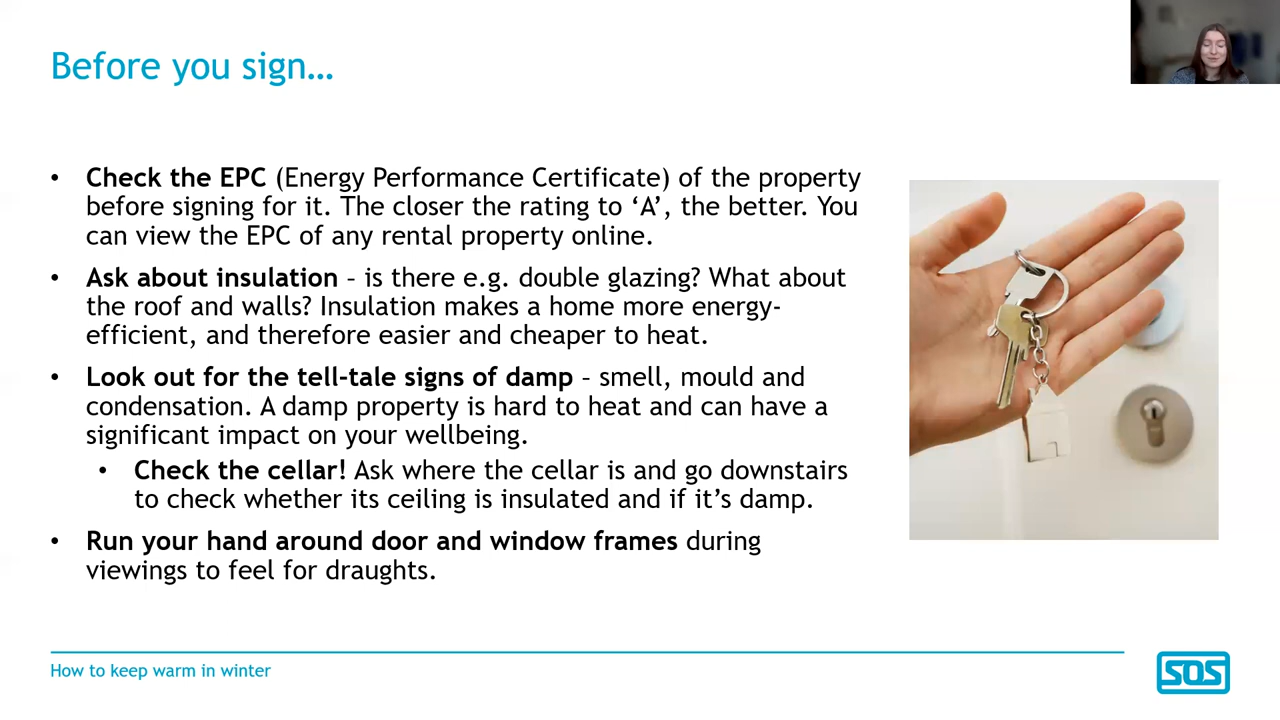 Before you sign…
• Check the EPC (Energy Performance Certificate) of the property
before signing for it. The closer the rating to ‘A’, the better. You
can view the EPC of any rental property online.
• Ask about insulation – is there e.g. double glazing? What about
the roof and walls? Insulation makes a home more energy-
efficient, and therefore easier and cheaper to heat.
• Look out for the tell-tale signs of damp – smell, mould and
condensation. A damp property is hard to heat and can have a
significant impact on your wellbeing.
• Check the cellar! Ask where the cellar is and go downstairs
to check whether its ceiling is insulated and if it’s damp.
• Run your hand around door and window frames during
viewings to feel for draughts.
How to keep warm in winter
SOS